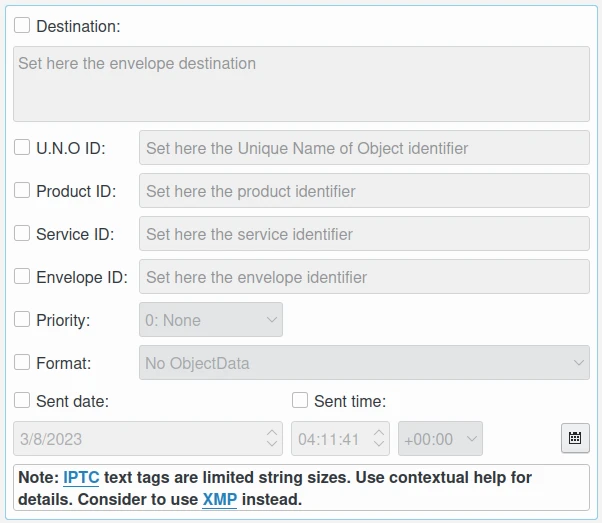 Destination:
Set here the envelope destination
U.N.O ID:
Set here the Unique Name of Object identifier
Product ID:
Set here the product identifier
Service ID:
Set here the service identifier
Envelope ID:
Set here the envelope identifier
Priority:
0: None
Format:
No ObjectData
Sent date:
Sent time:
3/8/2023
04:11:41
+00:00
Note: IPTC text tags are limited string sizes. Use contextual help for
details. Consider to use XMP instead.